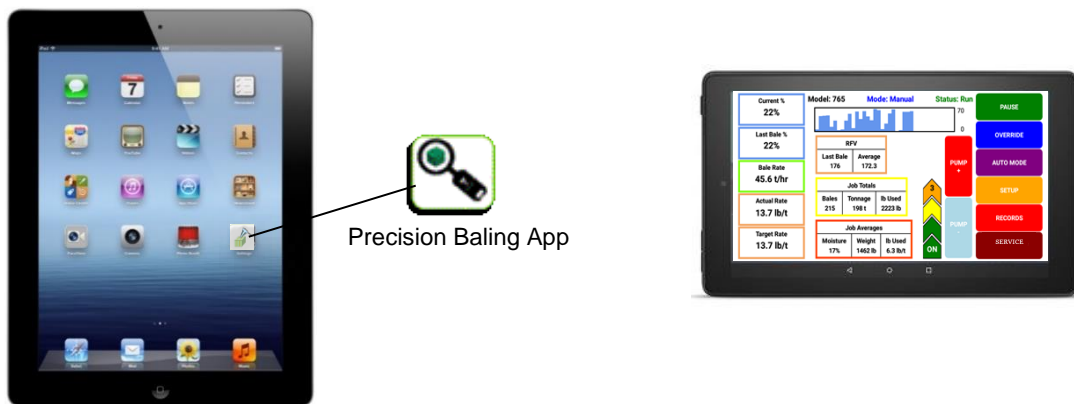 7
Precision Baling App
Current %
22%
Last Bale %
22%
Bale Rate
45.6 t/hr
Actual Rate
13.7 lb/t
Target Rate
13.7 lb/t
Model: 765 Mode: Manual Status: Run
70
0
RFV
Last Bale Average
176 172.3
Job Totals
Bales Tonnage lb Used
215 198 t 2223 lb
Job Averages
Moisture Weight lb Used
17% 1462 lb 6.3 lb/t
3
ON
PUMP
+
PUMP
-
PAUSE
OVERRIDE
AUTO MODE
SETUP
RECORDS
SERVICE